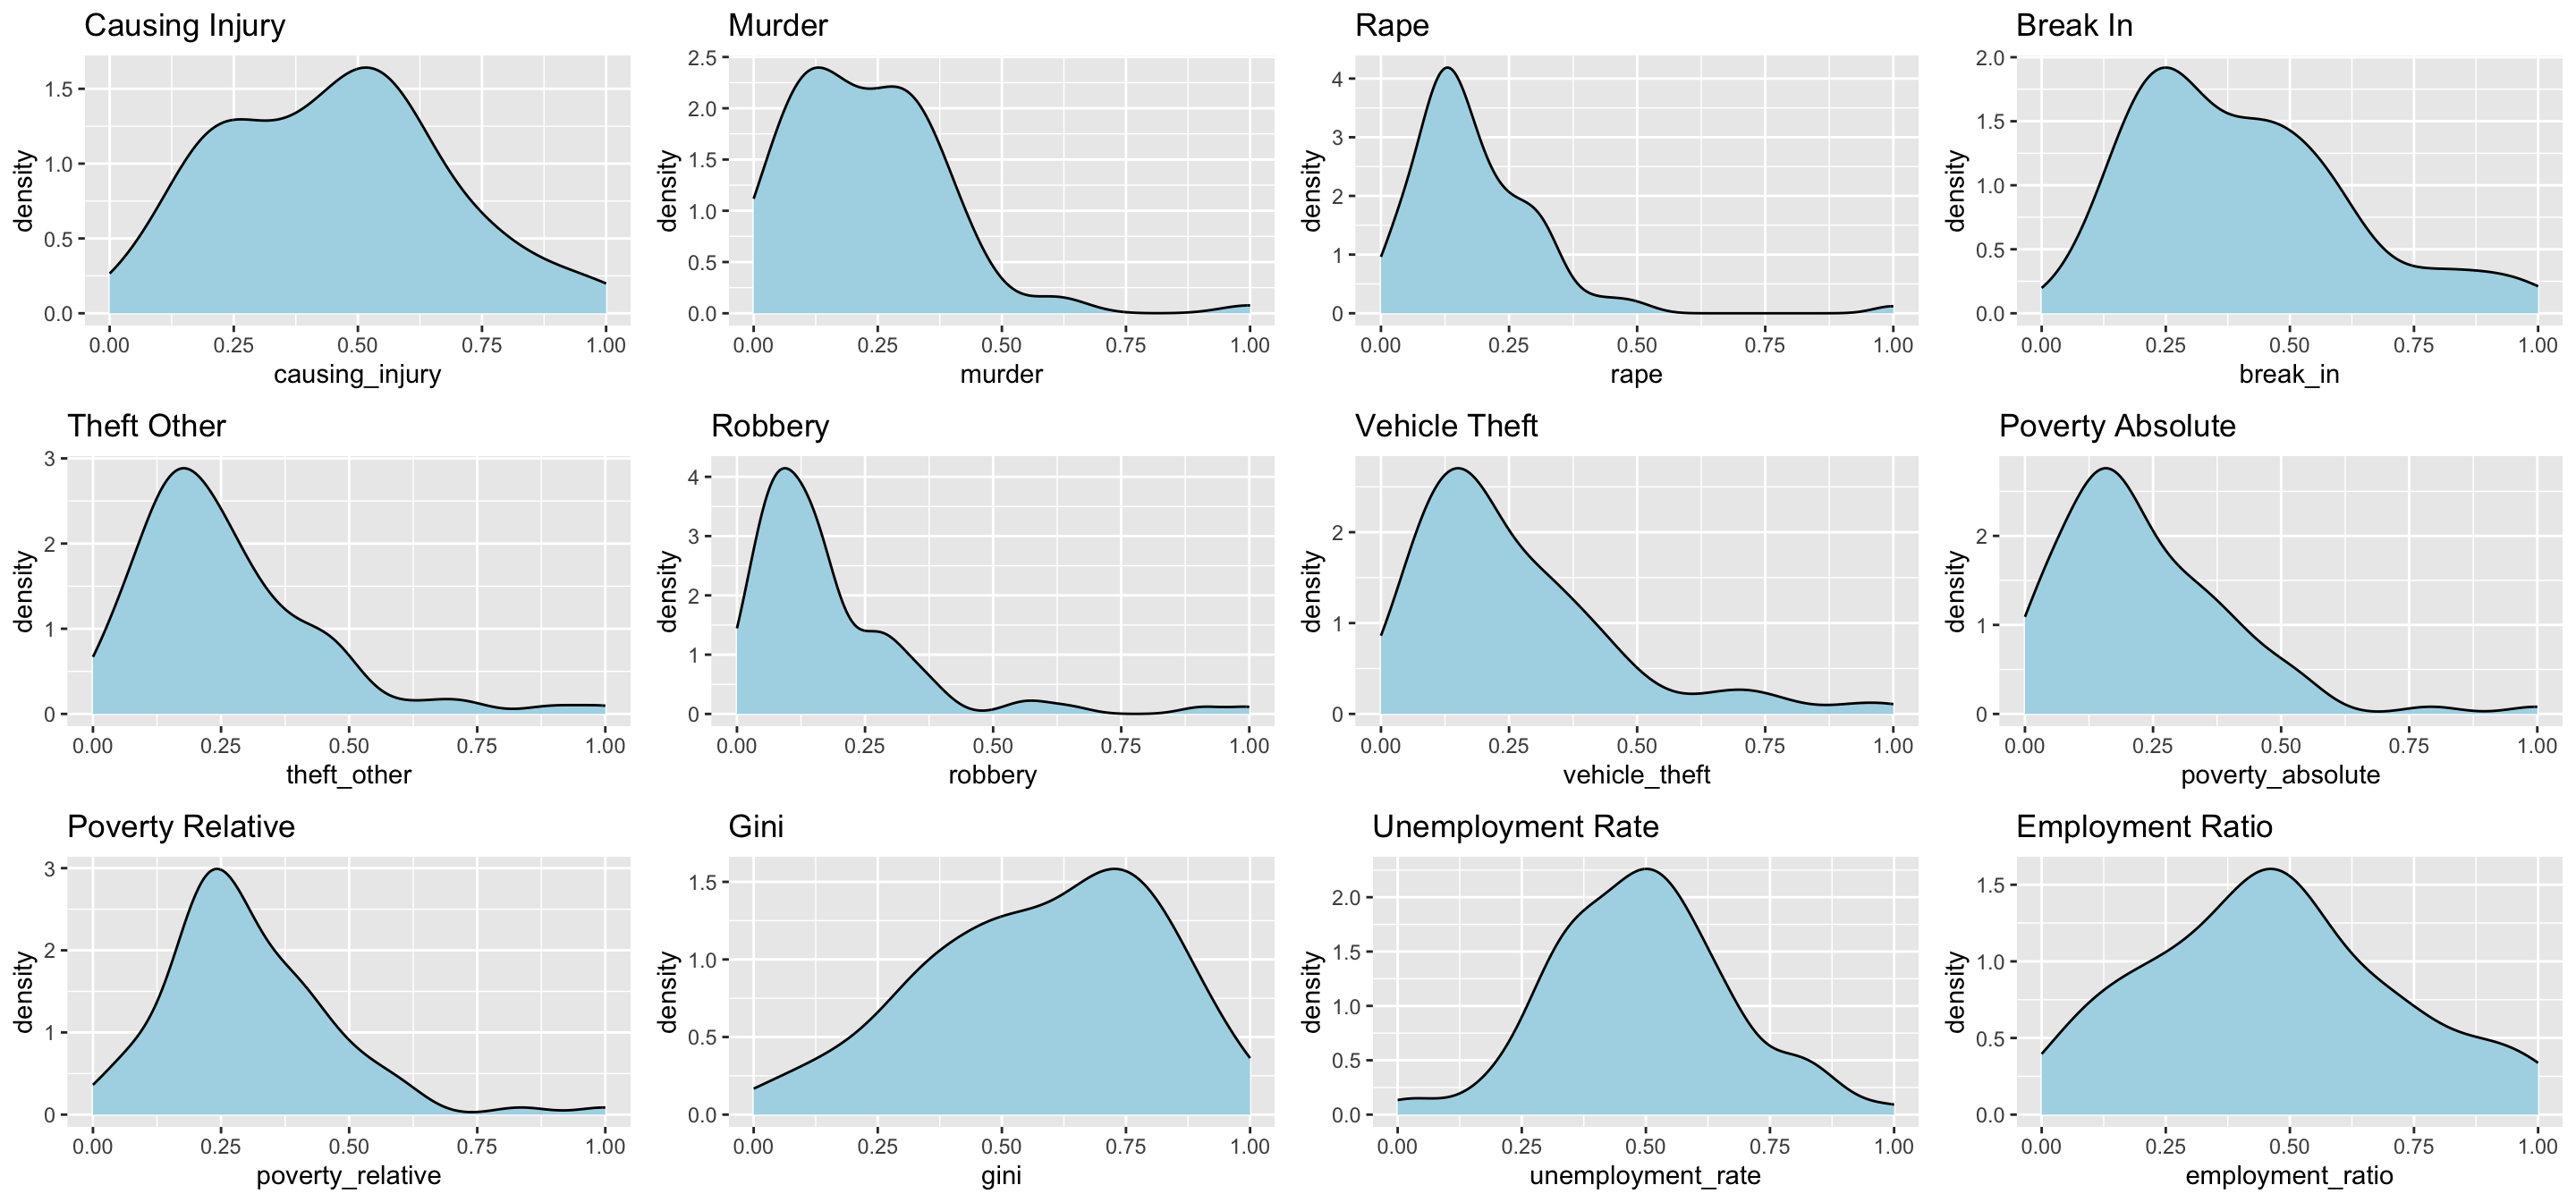 Causing Injury
Murder
Rape
Break In
density
1.5
1.0
0.5
0.0
0.00 0.25 0.50 0.75 1.00
causing_injury
density
2.5
2.0
1.5
1.0
0.5
0.0
0.00 0.25 0.50 0.75 1.00
murder
density
4
3
2
1
0
0.00 0.25 0.50 0.75 1.00
rape
density
2.0
1.5
1.0
0.5
0.0
0.00 0.25 0.50 0.75 1.00
break_in
Theft Other
Robbery
Vehicle Theft
Poverty Absolute
density
3
2
1
0
0.00 0.25 0.50 0.75 1.00
theft_other
density
4
3
2
1
0
0.00 0.25 0.50 0.75 1.00
robbery
density
2
1
0
0.00 0.25 0.50 0.75 1.00
vehicle_theft
density
2
1
0
0.00 0.25 0.50 0.75 1.00
poverty_absolute
Poverty Relative
Gini
Unemployment Rate
Employment Ratio
density
3
2
1
0
0.00 0.25 0.50 0.75 1.00
poverty_relative
density
1.5
1.0
0.5
0.0
0.00 0.25 0.50 0.75 1.00
gini
density
2.0
1.5
1.0
0.5
0.0
0.00 0.25 0.50 0.75 1.00
unemployment_rate
density
1.5
1.0
0.5
0.0
0.00 0.25 0.50 0.75 1.00
employment_ratio